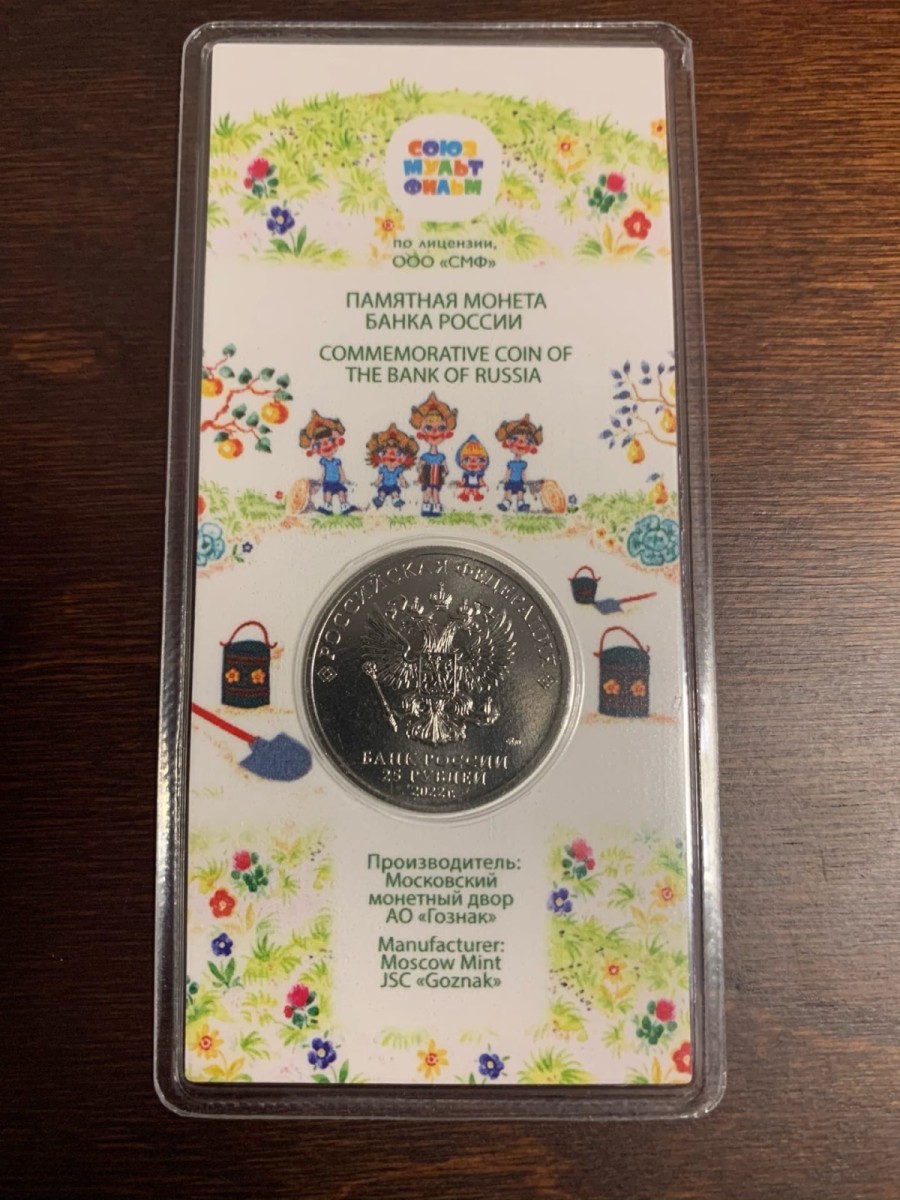 СОЮЗ
МУЛЬТ
ФИЛЬМ
по лицензии,
ООО «СМФ»
ПАМЯТНАЯ МОНЕТА
БАНКА РОССИИ
COMMEMORATIVE COIN OF
THE BANK OF RUSSIA
РОССИЙСКАЯ ФЕДЕРАЦИЯ
БАНК РОССИИ
25 РУБЛЕЙ
2022г.
Производитель:
Московский
монетный двор
АО «Гознак»
Manufacturer:
Moscow Mint
JSC «Goznak»